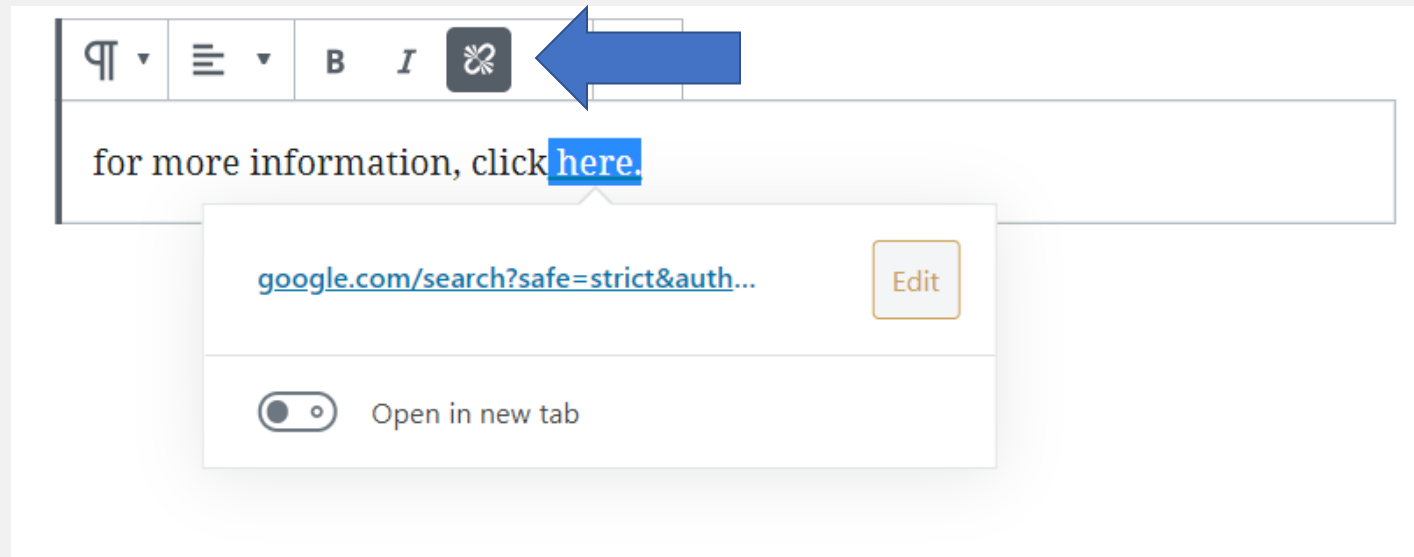 B I
for more information, click here.
google.com/search?safe=strict&auth...
Edit
Open in new tab